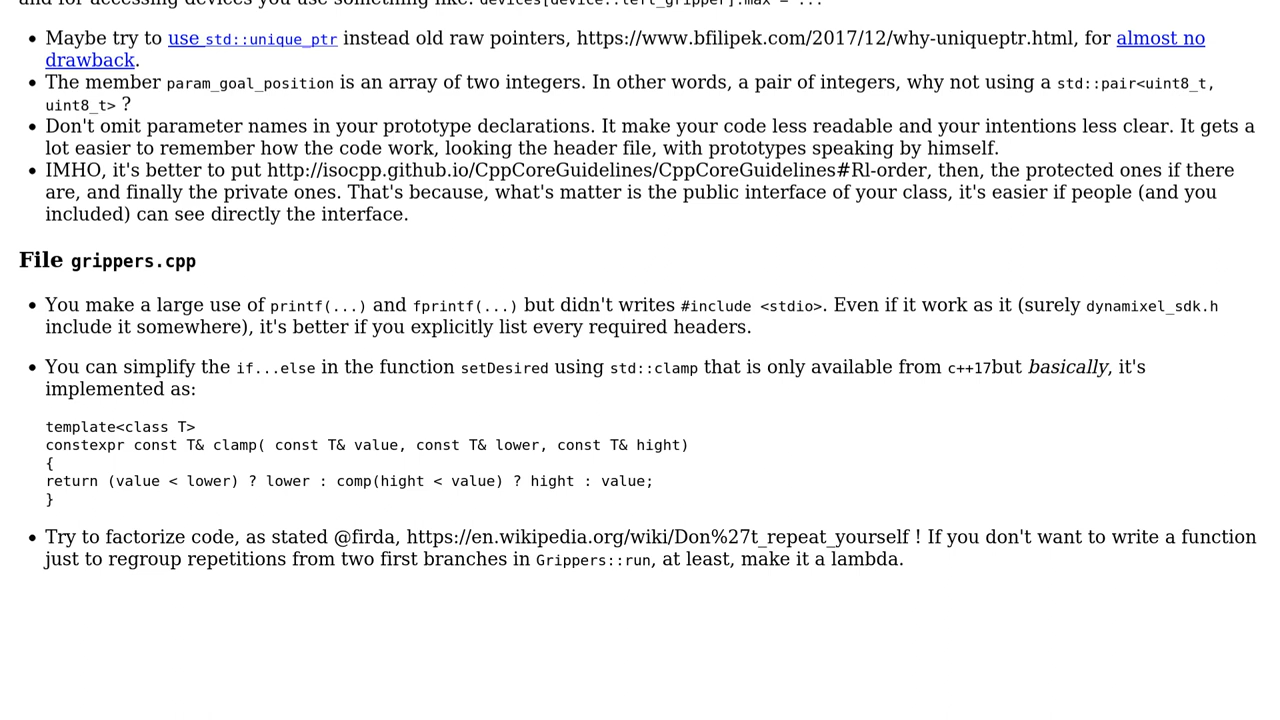 and for accessing devices you use something like: devices[device::left_gripper].max = ...
Maybe try to use std::unique_ptr instead old raw pointers, https://www.bfilipek.com/2017/12/why-uniqueptr.html, for almost no
drawback.
The member param_goal_position is an array of two integers. In other words, a pair of integers, why not using a std::pair<uint8_t,
uint8_t> ?
Don't omit parameter names in your prototype declarations. It make your code less readable and your intentions less clear. It gets a
lot easier to remember how the code work, looking the header file, with prototypes speaking by himself.
IMHO, it's better to put http://isocpp.github.io/CppCoreGuidelines/CppCoreGuidelines#Rl-order, then, the protected ones if there
are, and finally the private ones. That's because, what's matter is the public interface of your class, it's easier if people (and you
included) can see directly the interface.
File grippers.cpp
You make a large use of printf(...) and fprintf(...) but didn't writes #include <stdio>. Even if it work as it (surely dynamixel_sdk.h
include it somewhere), it's better if you explicitly list every required headers.
You can simplify the if...else in the function setDesired using std::clamp that is only available from c++17but basically, it's
implemented as:
template<class T>
constexpr const T& clamp( const T& value, const T& lower, const T& hight)
{
return (value < lower) ? lower : comp(hight < value) ? hight : value;
}
Try to factorize code, as stated @firda, https://en.wikipedia.org/wiki/Don%27t_repeat_yourself ! If you don't want to write a function
just to regroup repetitions from two first branches in Grippers::run, at least, make it a lambda.